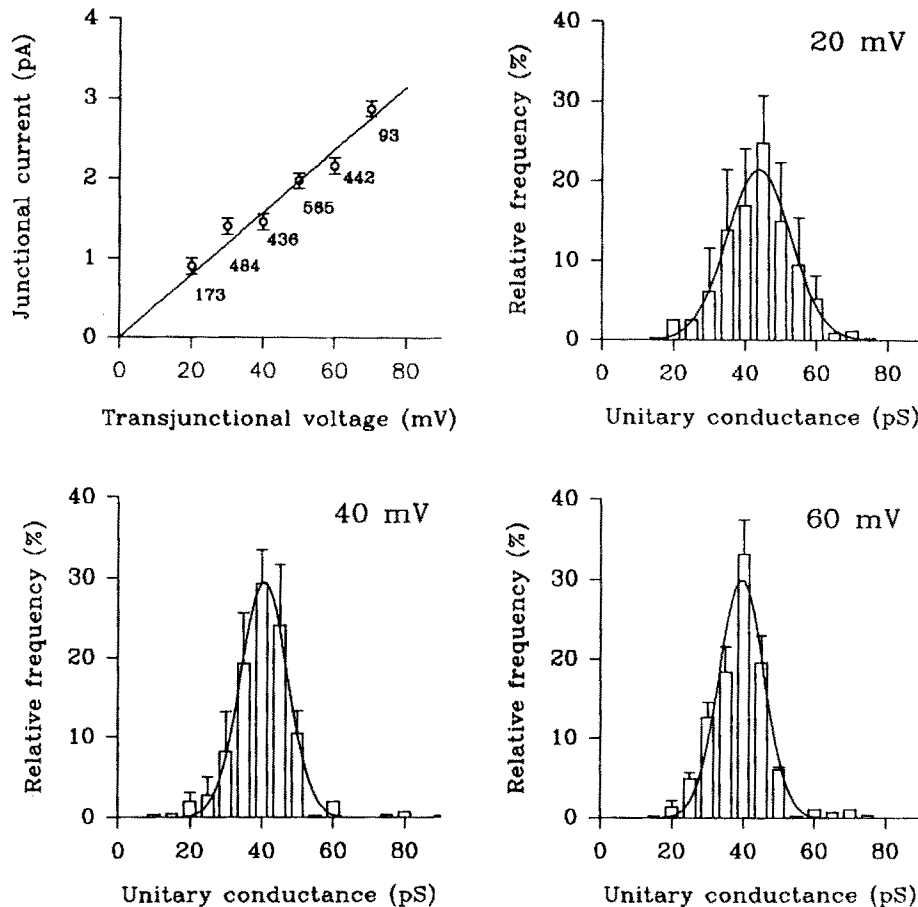 Junctional current (pA)
4
3
2
1
0
93
442
565
436
484
173
0 20 40 60 80
Transjunctional voltage (mV)
20 mV
Relative frequency (%)
40
30
20
10
0
0 20 40 60 80
Unitary conductance (pS)
40 mV
Relative frequency (%)
40
30
20
10
0
0 20 40 60 80
Unitary conductance (pS)
60 mV
Relative frequency (%)
40
30
20
10
0
0 20 40 60 80
Unitary conductance (pS)